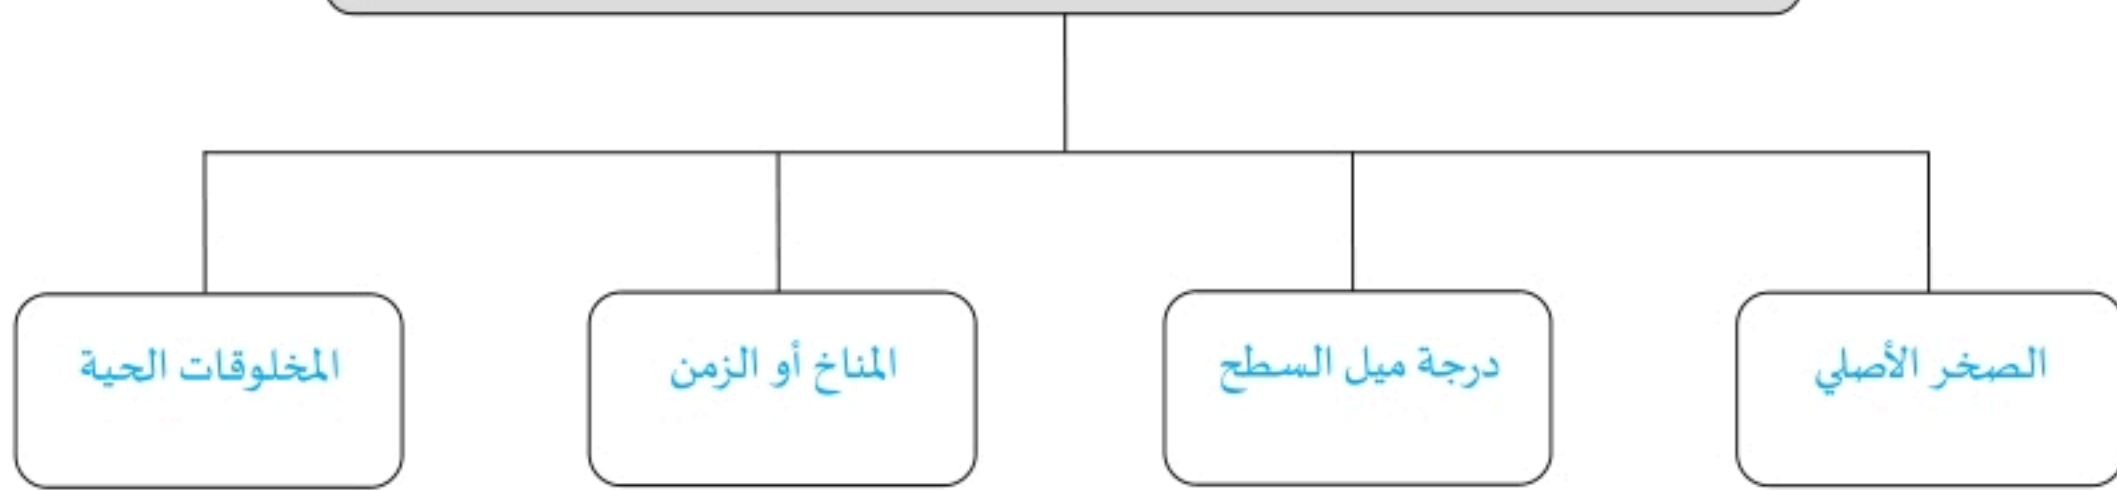 الصخر الأصلي
درجة ميل السطح
المناخ أو الزمن
المخلوقات الحية